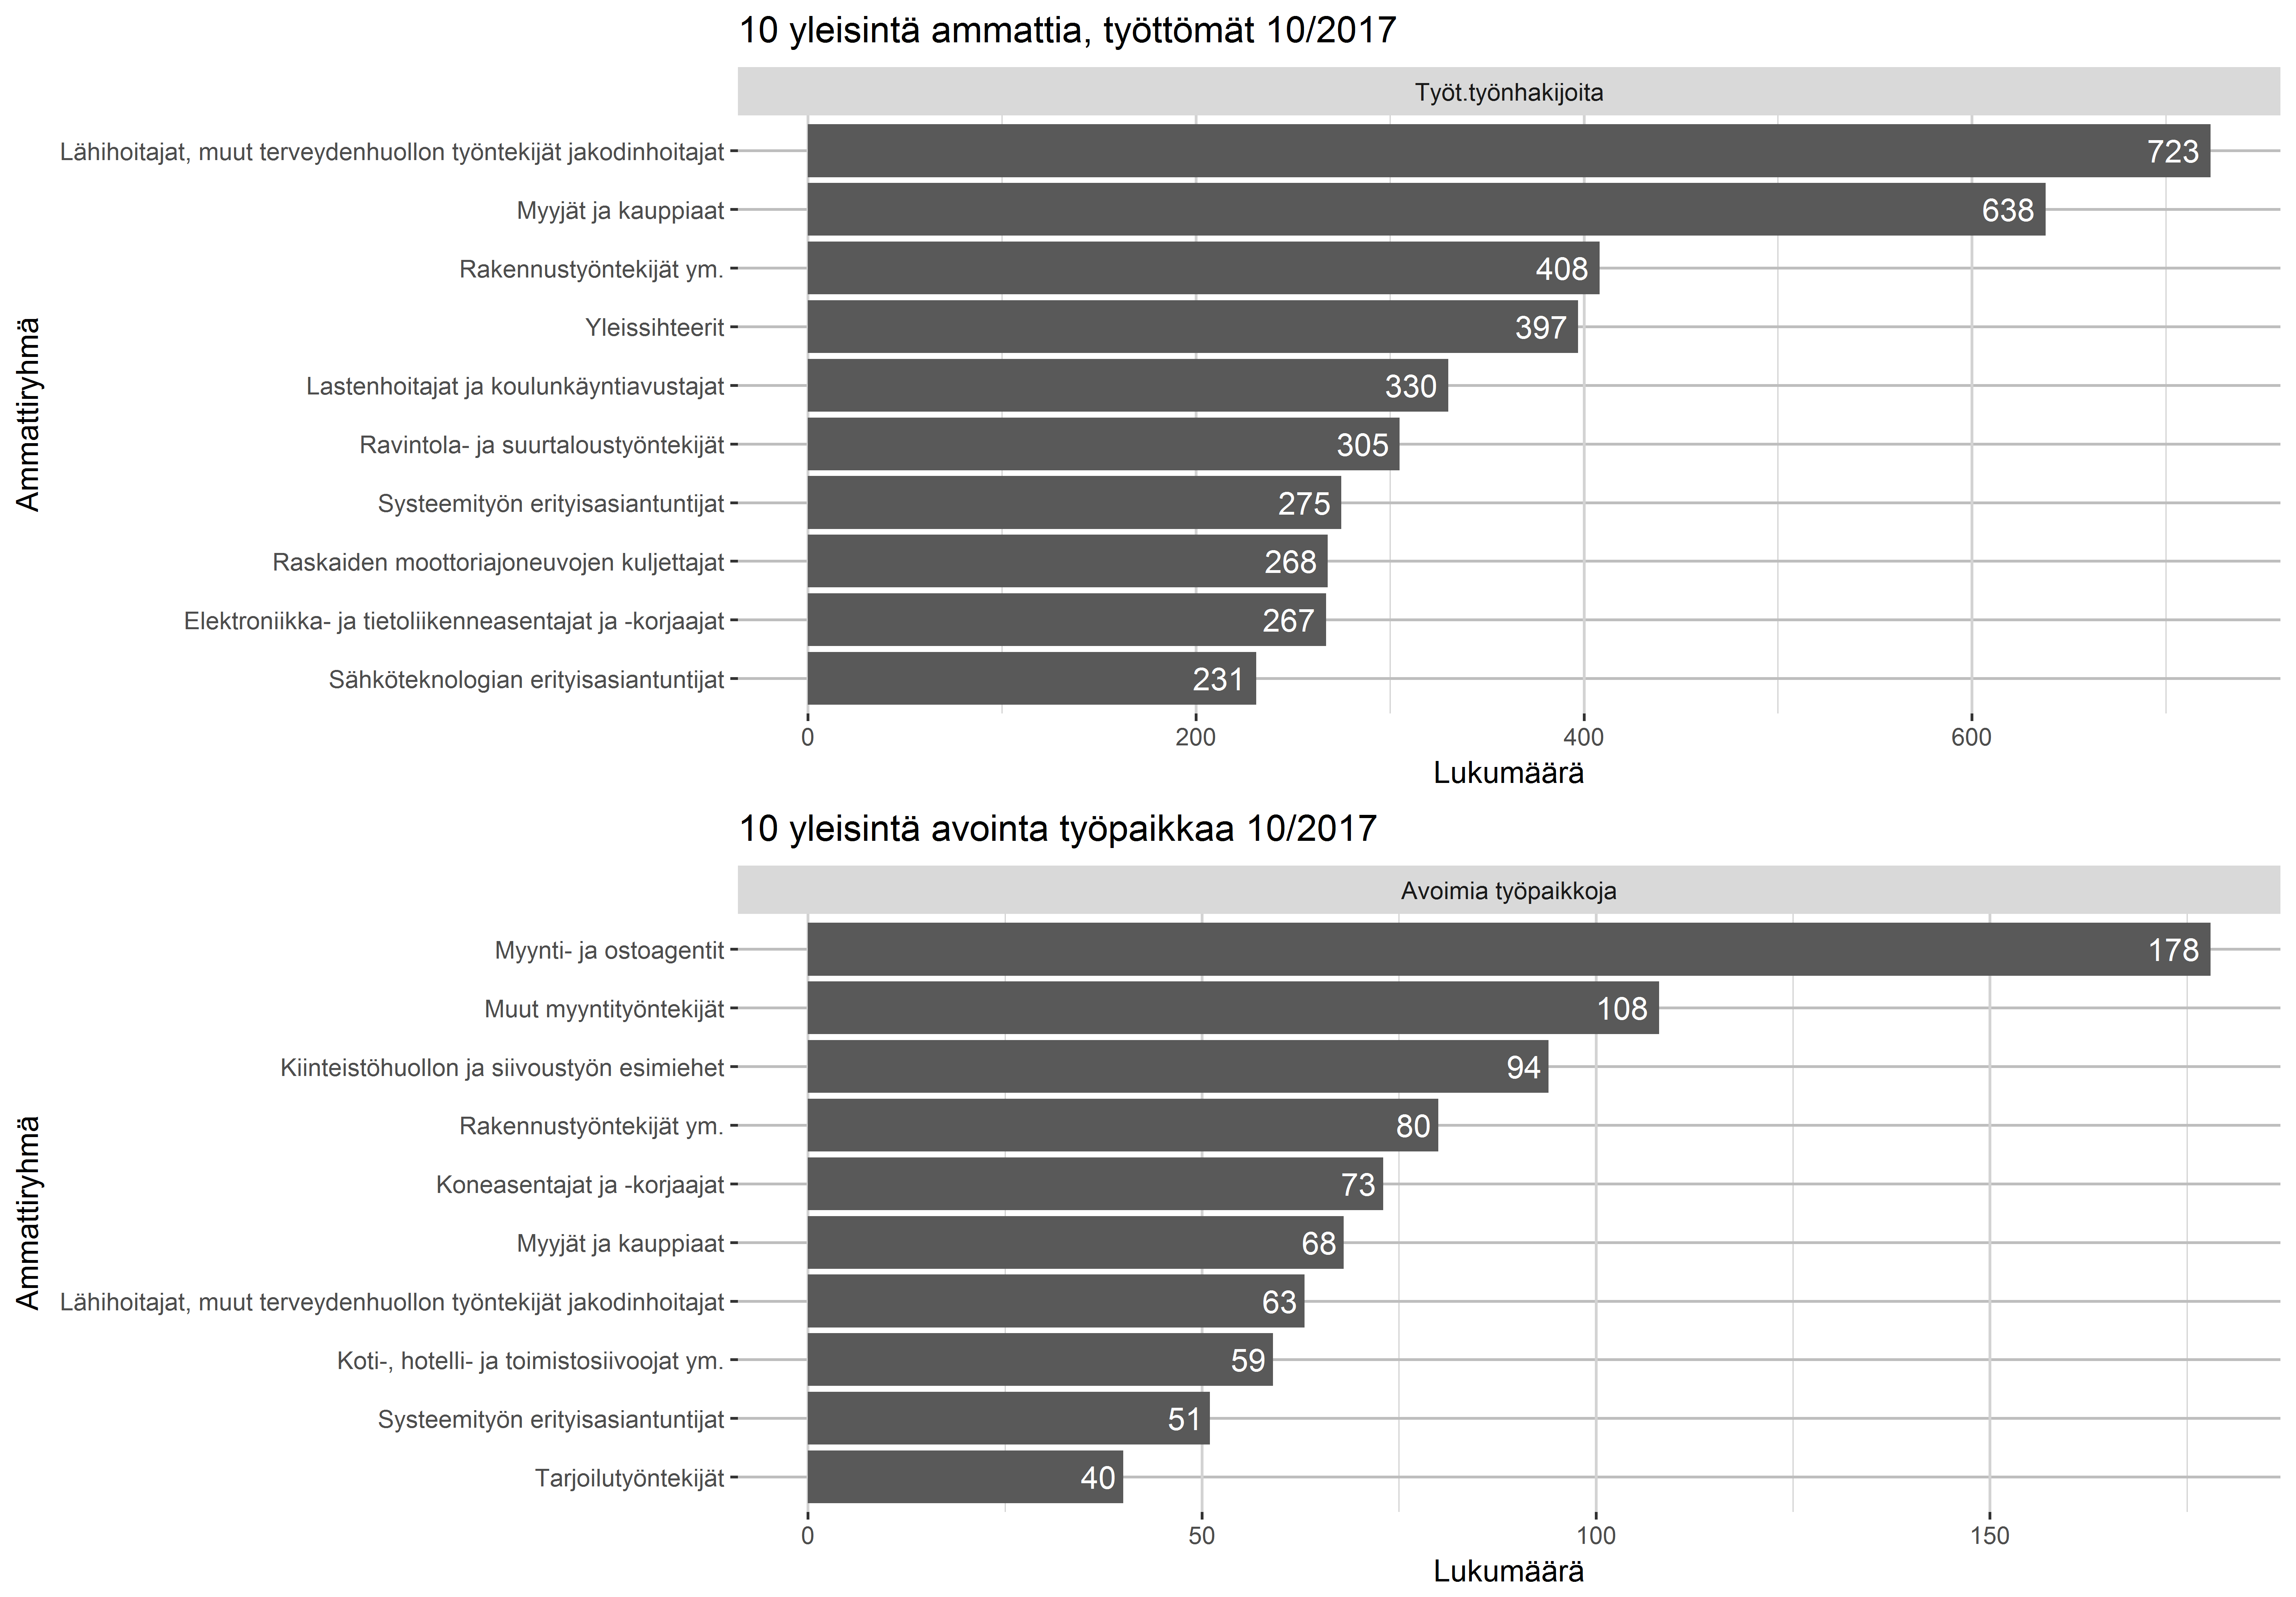 10 yleisintä ammattia, työttömät 10/2017
Työt.työnhakijoita
Ammattiryhmä
Lähihoitajat, muut terveydenhuollon työntekijät jakodinhoitajat 723
Myyjät ja kauppiaat 638
Rakennustyöntekijät ym. 408
Yleissihteerit 397
Lastenhoitajat ja koulunkäyntiavustajat 330
Ravintola- ja suurtaloustyöntekijät 305
Systeemityön erityisasiantuntijat 275
Raskaiden moottoriajoneuvojen kuljettajat 268
Elektroniikka- ja tietoliikenneasentajat ja -korjaajat 267
Sähköteknologian erityisasiantuntijat 231
0 200 400 600
Lukumäärä
10 yleisintä avointa työpaikkaa 10/2017
Avoimia työpaikkoja
Ammattiryhmä
Myynti- ja ostoagentit 178
Muut myyntityöntekijät 108
Kiinteistöhuollon ja siivoustyön esimiehet 94
Rakennustyöntekijät ym. 80
Koneasentajat ja -korjaajat 73
Myyjät ja kauppiaat 68
Lähihoitajat, muut terveydenhuollon työntekijät jakodinhoitajat 63
Koti-, hotelli- ja toimistosiivoojat ym. 59
Systeemityön erityisasiantuntijat 51
Tarjoilutyöntekijät 40
0 50 100 150
Lukumäärä